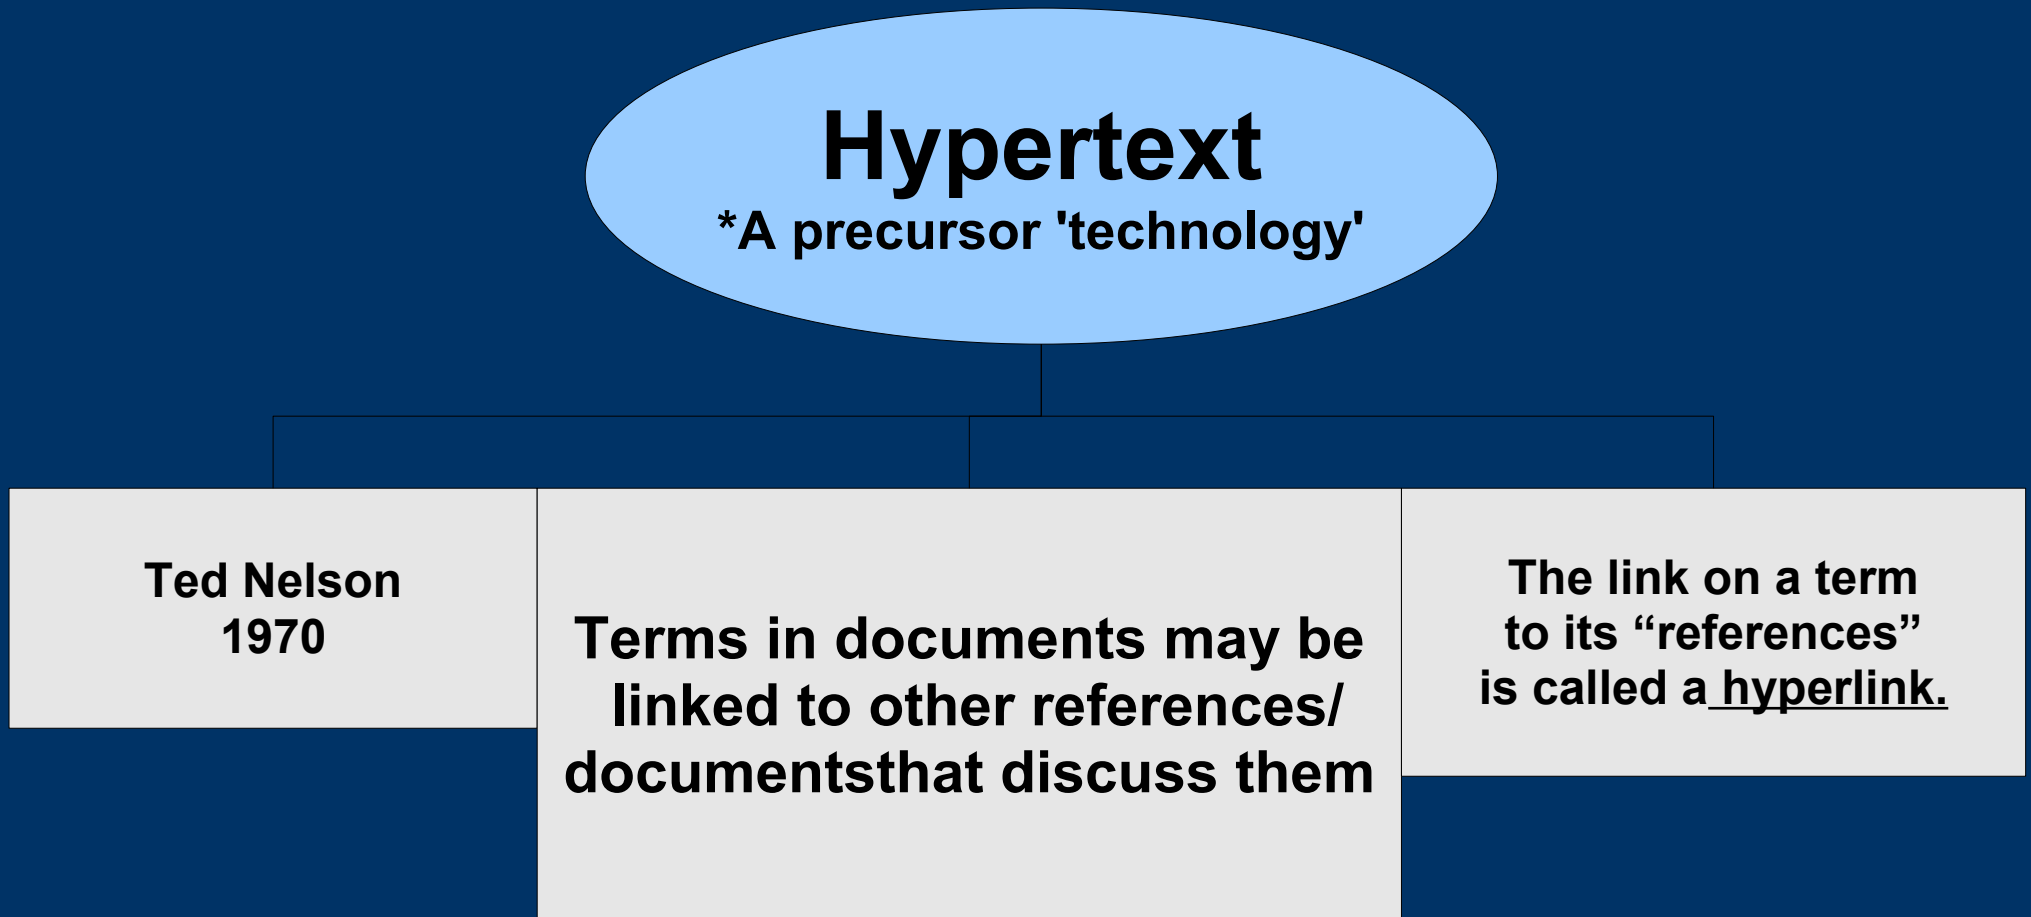 Hypertext
*A precursor 'technology'
Ted Nelson
1970
Terms in documents may be
linked to other references/
documentsthat discuss them
The link on a term
to its “references”
is called a hyperlink.